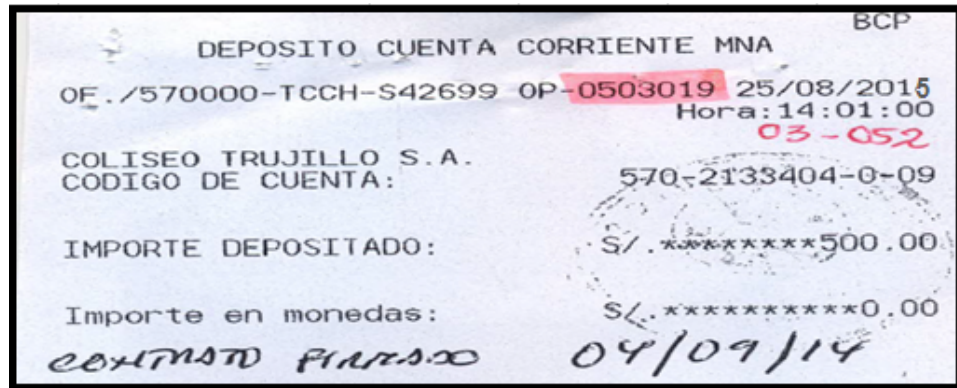 BCP
DEPOSITO CUENTA CORRIENTE MNA
OF./570000-TCCH-S42699 OP-0503019 25/08/2015
Hora:14:01:00
03-052
COLISEO TRUJILLO S.A.
CODIGO DE CUENTA: 570-2133404-0-09
IMPORTE DEPOSITADO: S/.********500.00
Importe en monedas: S/.**********0.00
04/09/14